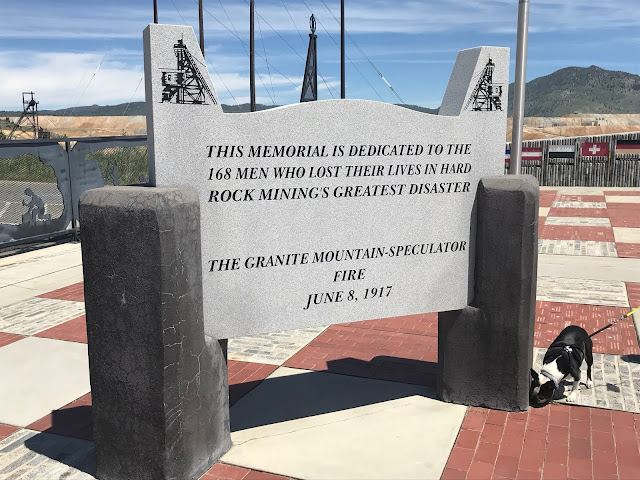 THIS MEMORIAL IS DEDICATED TO THE
168 MEN WHO LOST THEIR LIVES IN HARD
ROCK MINING'S GREATEST DISASTER
THE GRANITE MOUNTAIN-SPECULATOR
FIRE
JUNE 8, 1917